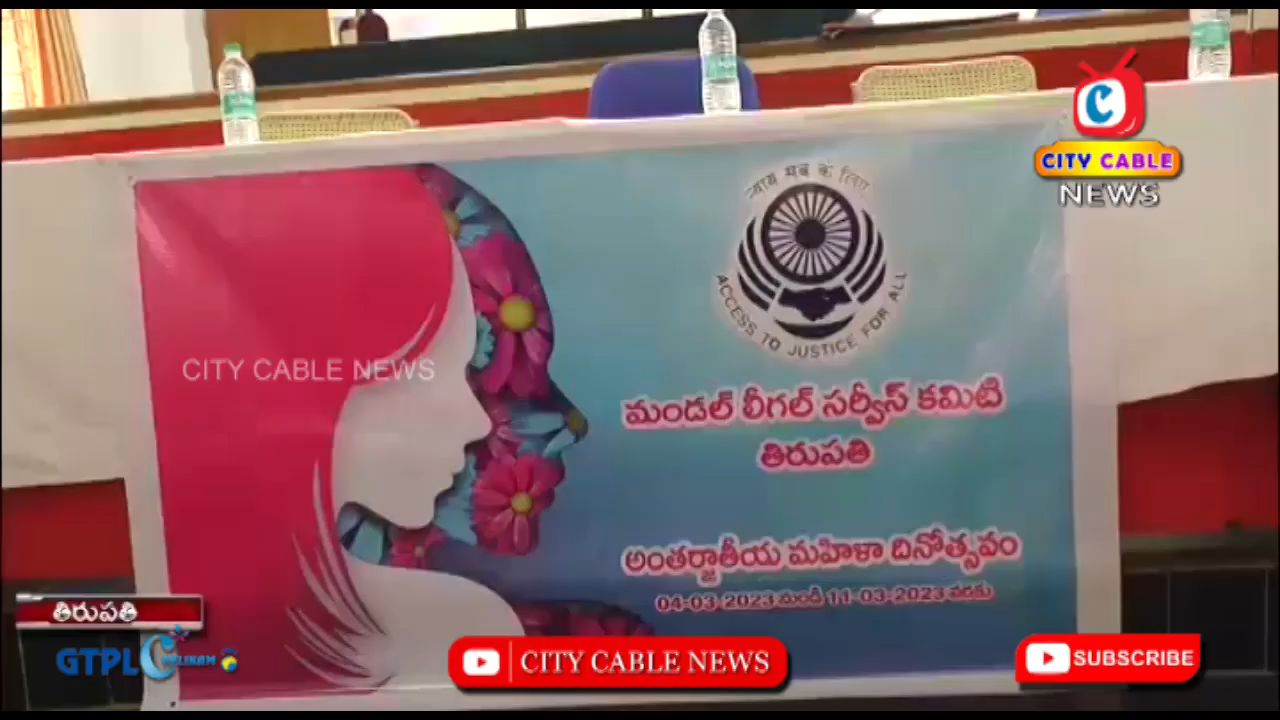 CITY CABLE
NEWS
न्याय सब के लिए
ACCESS TO JUSTICE FOR ALL
CITY CABLE NEWS
మండల్ లీగల్ సర్వీస్ కమిటి
తిరుపతి
అంతర్జాతీయ మహిళా దినోత్సవం
04-03-2023 నుండి 11-03-2023 వరకు
తిరుపతి
GTPL
CITY CABLE NEWS
SUBSCRIBE